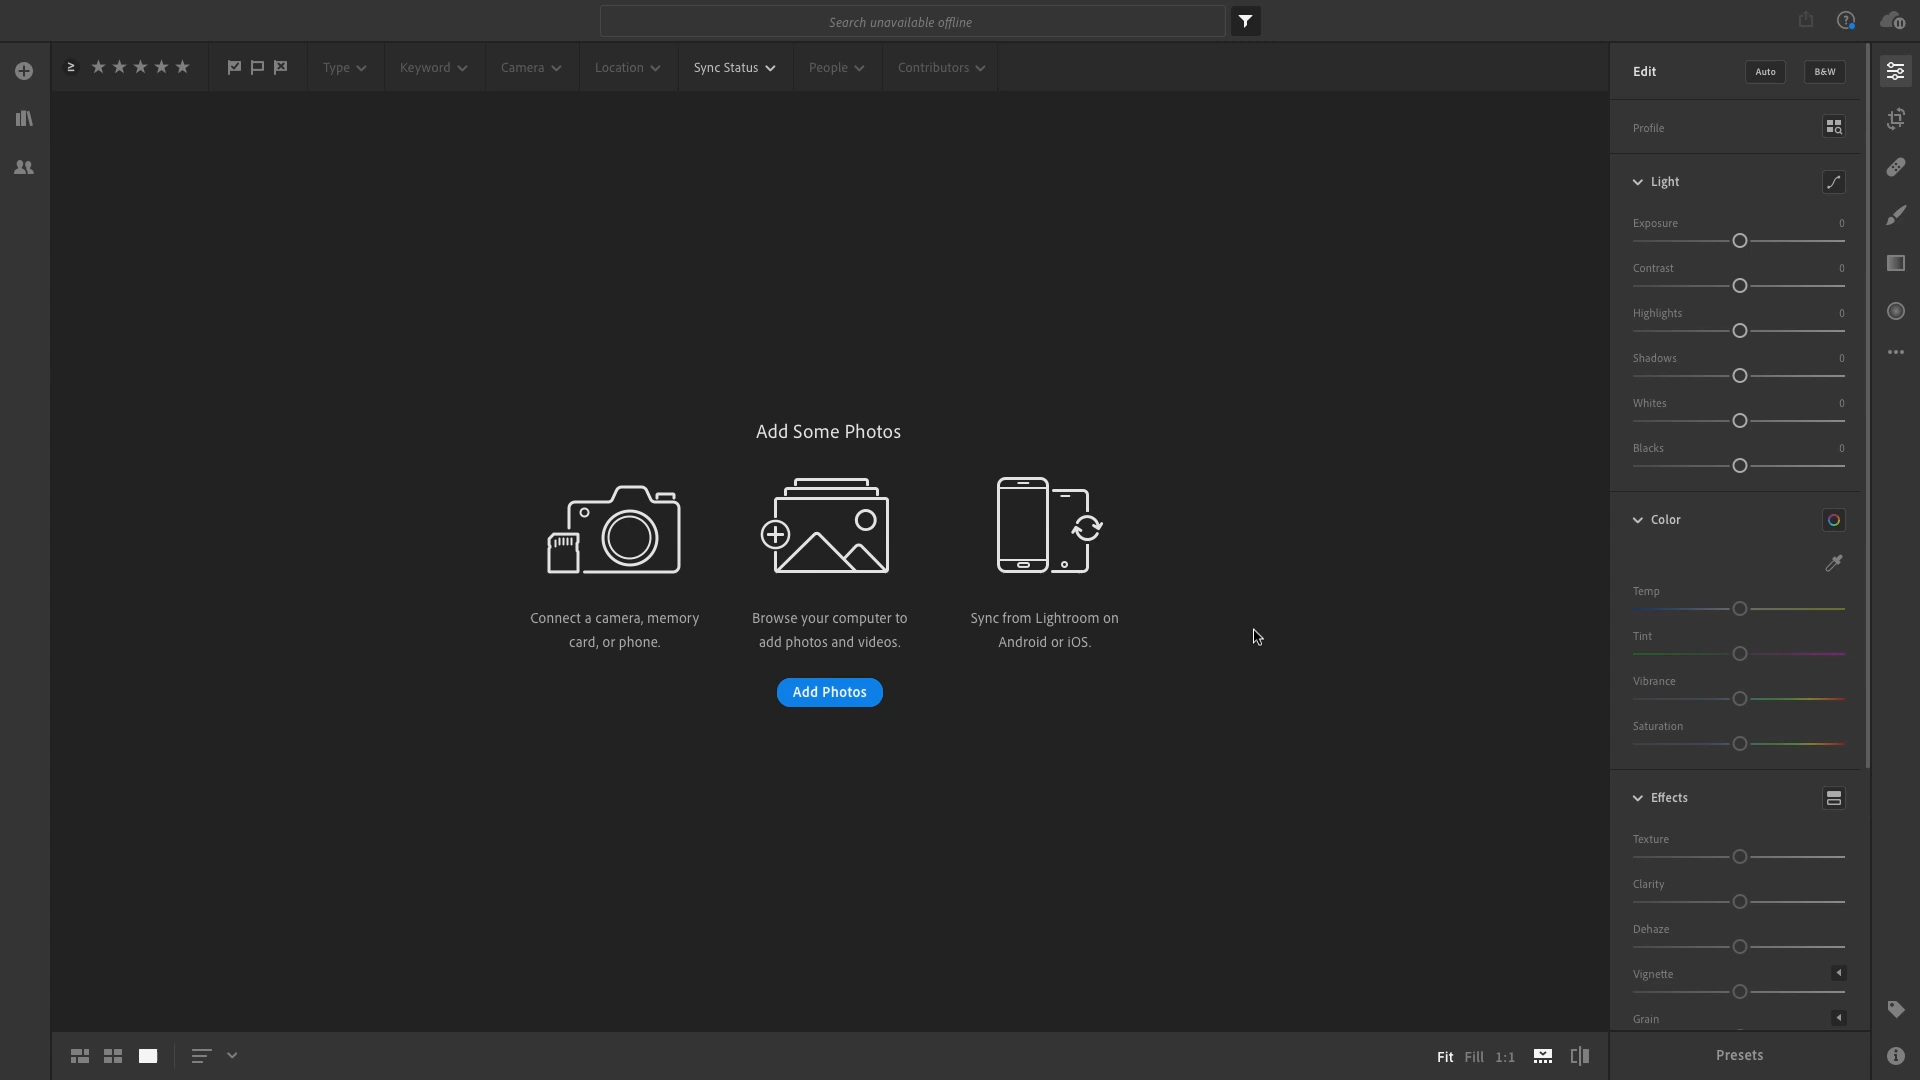 Search unavailable offline
Type
Keyword
Camera
Location
Sync Status
People
Contributors
Edit
Auto
B&W
Profile
Light
Exposure 0
Contrast 0
Highlights 0
Shadows 0
Whites 0
Blacks 0
Color
Temp
Tint
Vibrance
Saturation
Effects
Texture
Clarity
Dehaze
Vignette
Grain
Add Some Photos
Connect a camera, memory
card, or phone.
Browse your computer to
add photos and videos.
Sync from Lightroom on
Android or iOS.
Add Photos
Fit Fill 1:1
Presets